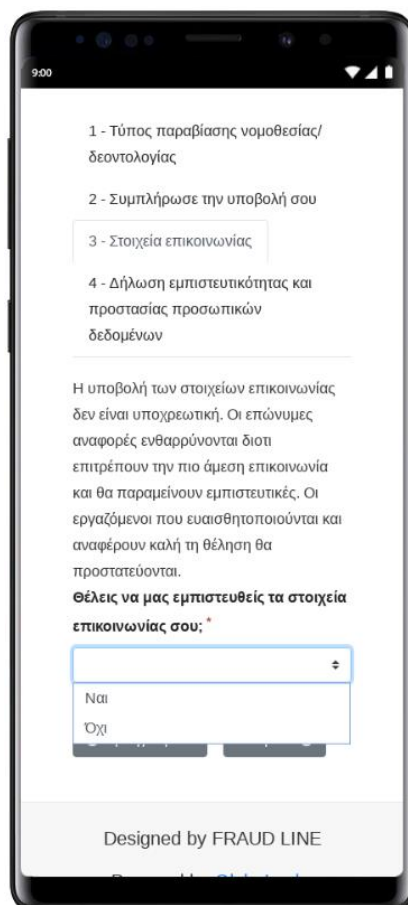 9:00
1 - Τύπος παραβίασης νομοθεσίας/
δεοντολογίας
2 - Συμπλήρωσε την υποβολή σου
3 - Στοιχεία επικοινωνίας
4 - Δήλωση εμπιστευτικότητας και
προστασίας προσωπικών
δεδομένων
Η υποβολή των στοιχείων επικοινωνίας
δεν είναι υποχρεωτική. Οι επώνυμες
αναφορές ενθαρρύνονται διοτι
επιτρέπουν την πιο άμεση επικοινωνία
και θα παραμείνουν εμπιστευτικές. Οι
εργαζόμενοι που ευαισθητοποιούνται και
αναφέρουν καλή τη θέληση θα
προστατεύονται.
Θέλεις να μας εμπιστευθείς τα στοιχεία
επικοινωνίας σου; *
Ναι
Όχι
Designed by FRAUD LINE